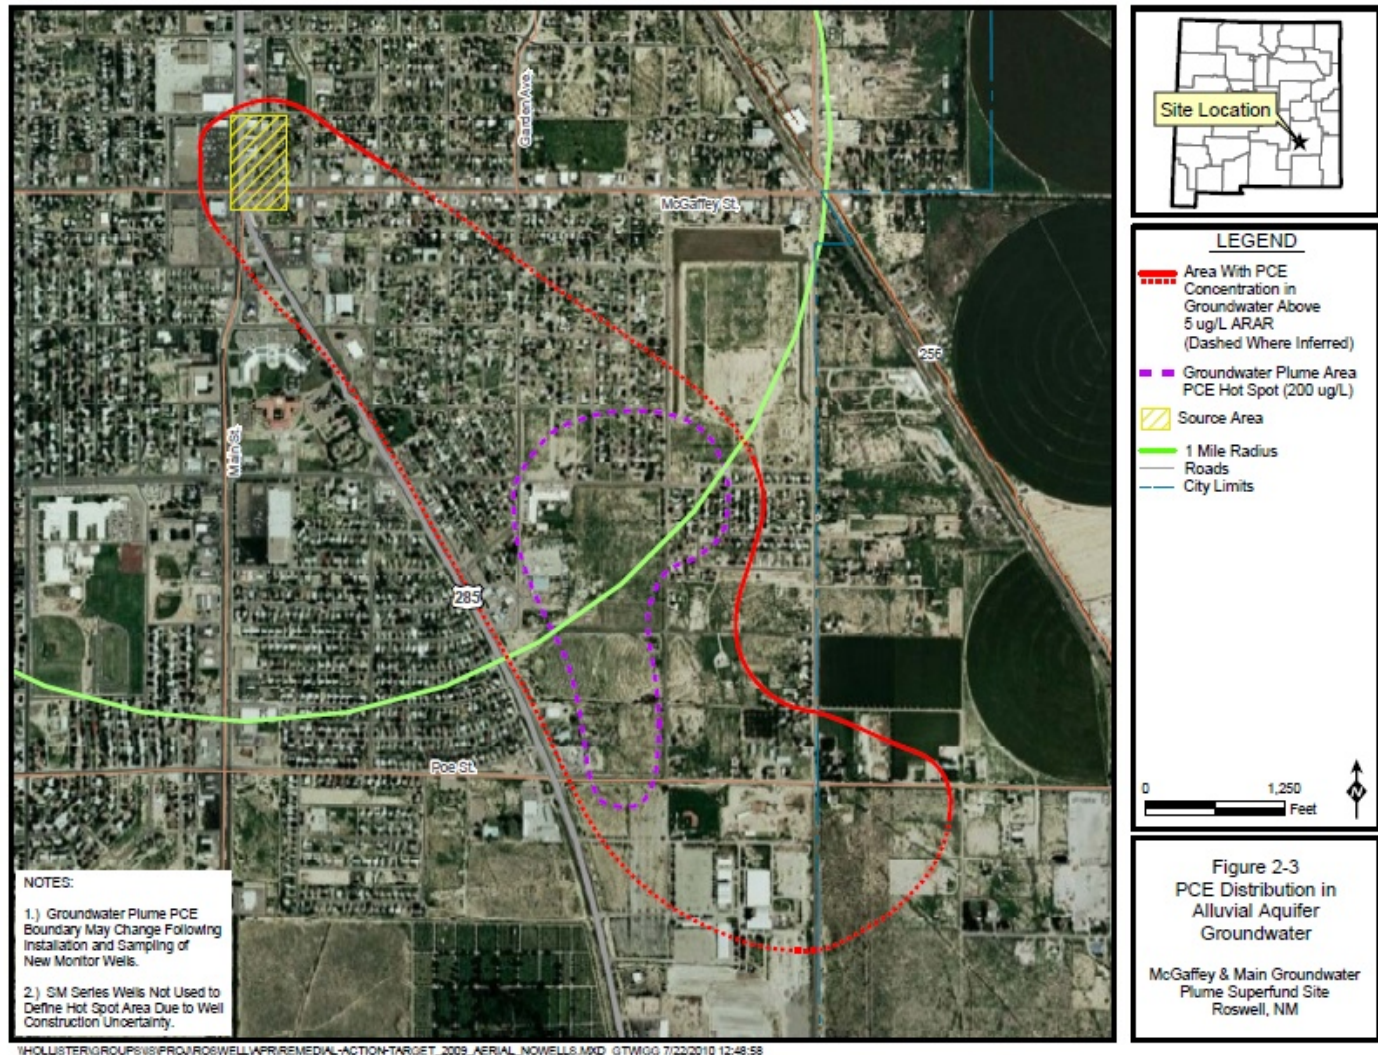 Garden Ave.
McGaffey St.
256
Main St.
285
Poe St.
NOTES:
1.) Groundwater Plume PCE
Boundary May Change Following
Installation and Sampling of
New Monitor Wells.
2.) SM Series Wells Not Used to
Define Hot Spot Area Due to Well
Construction Uncertainty.
Site Location
LEGEND
Area With PCE
Concentration in
Groundwater Above
5 ug/L ARAR
(Dashed Where Inferred)
Groundwater Plume Area
PCE Hot Spot (200 ug/L)
Source Area
1 Mile Radius
Roads
City Limits
0 1,250
Feet
N
Figure 2-3
PCE Distribution in
Alluvial Aquifer
Groundwater
McGaffey & Main Groundwater
Plume Superfund Site
Roswell, NM
\\HOLLISTER\GROUPS\IS\PROJ\ROSWELL\APR\REMEDIAL-ACTION-TARGET_2009_AERIAL_NOWELLS.MXD GTWIGG 7/22/2010 12:48:58